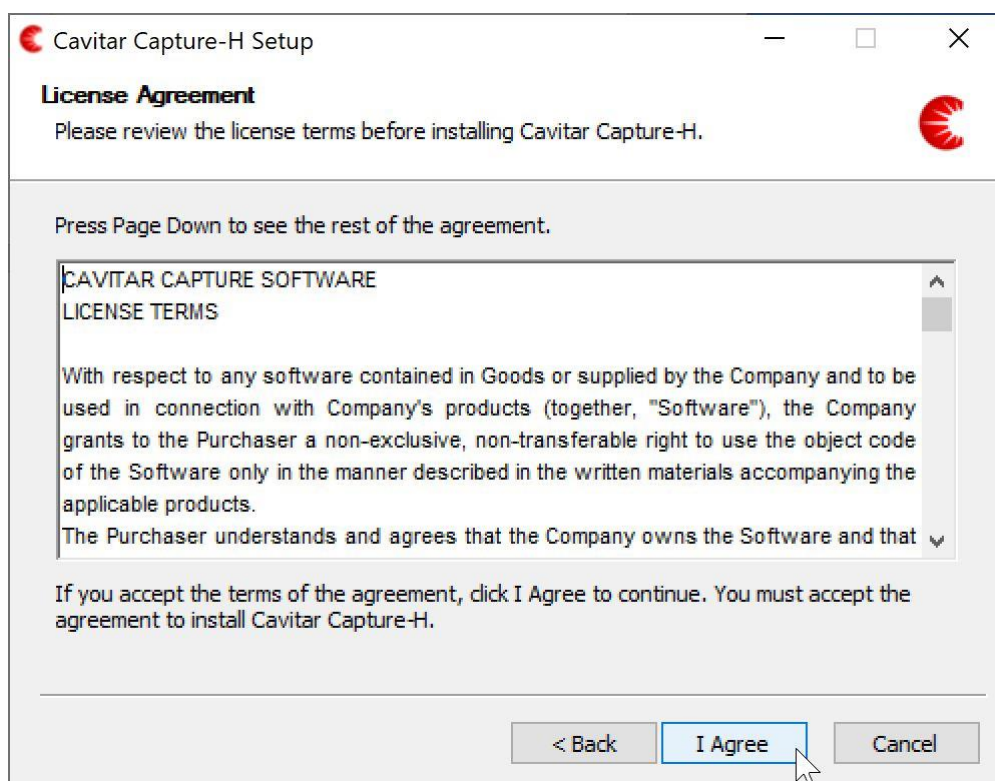 Cavitar Capture-H Setup
License Agreement
Please review the license terms before installing Cavitar Capture-H.
Press Page Down to see the rest of the agreement.
CAVITAR CAPTURE SOFTWARE
LICENSE TERMS
With respect to any software contained in Goods or supplied by the Company and to be
used in connection with Company's products (together, "Software"), the Company
grants to the Purchaser a non-exclusive, non-transferable right to use the object code
of the Software only in the manner described in the written materials accompanying the
applicable products.
The Purchaser understands and agrees that the Company owns the Software and that
If you accept the terms of the agreement, click I Agree to continue. You must accept the
agreement to install Cavitar Capture-H.
< Back
I Agree
Cancel